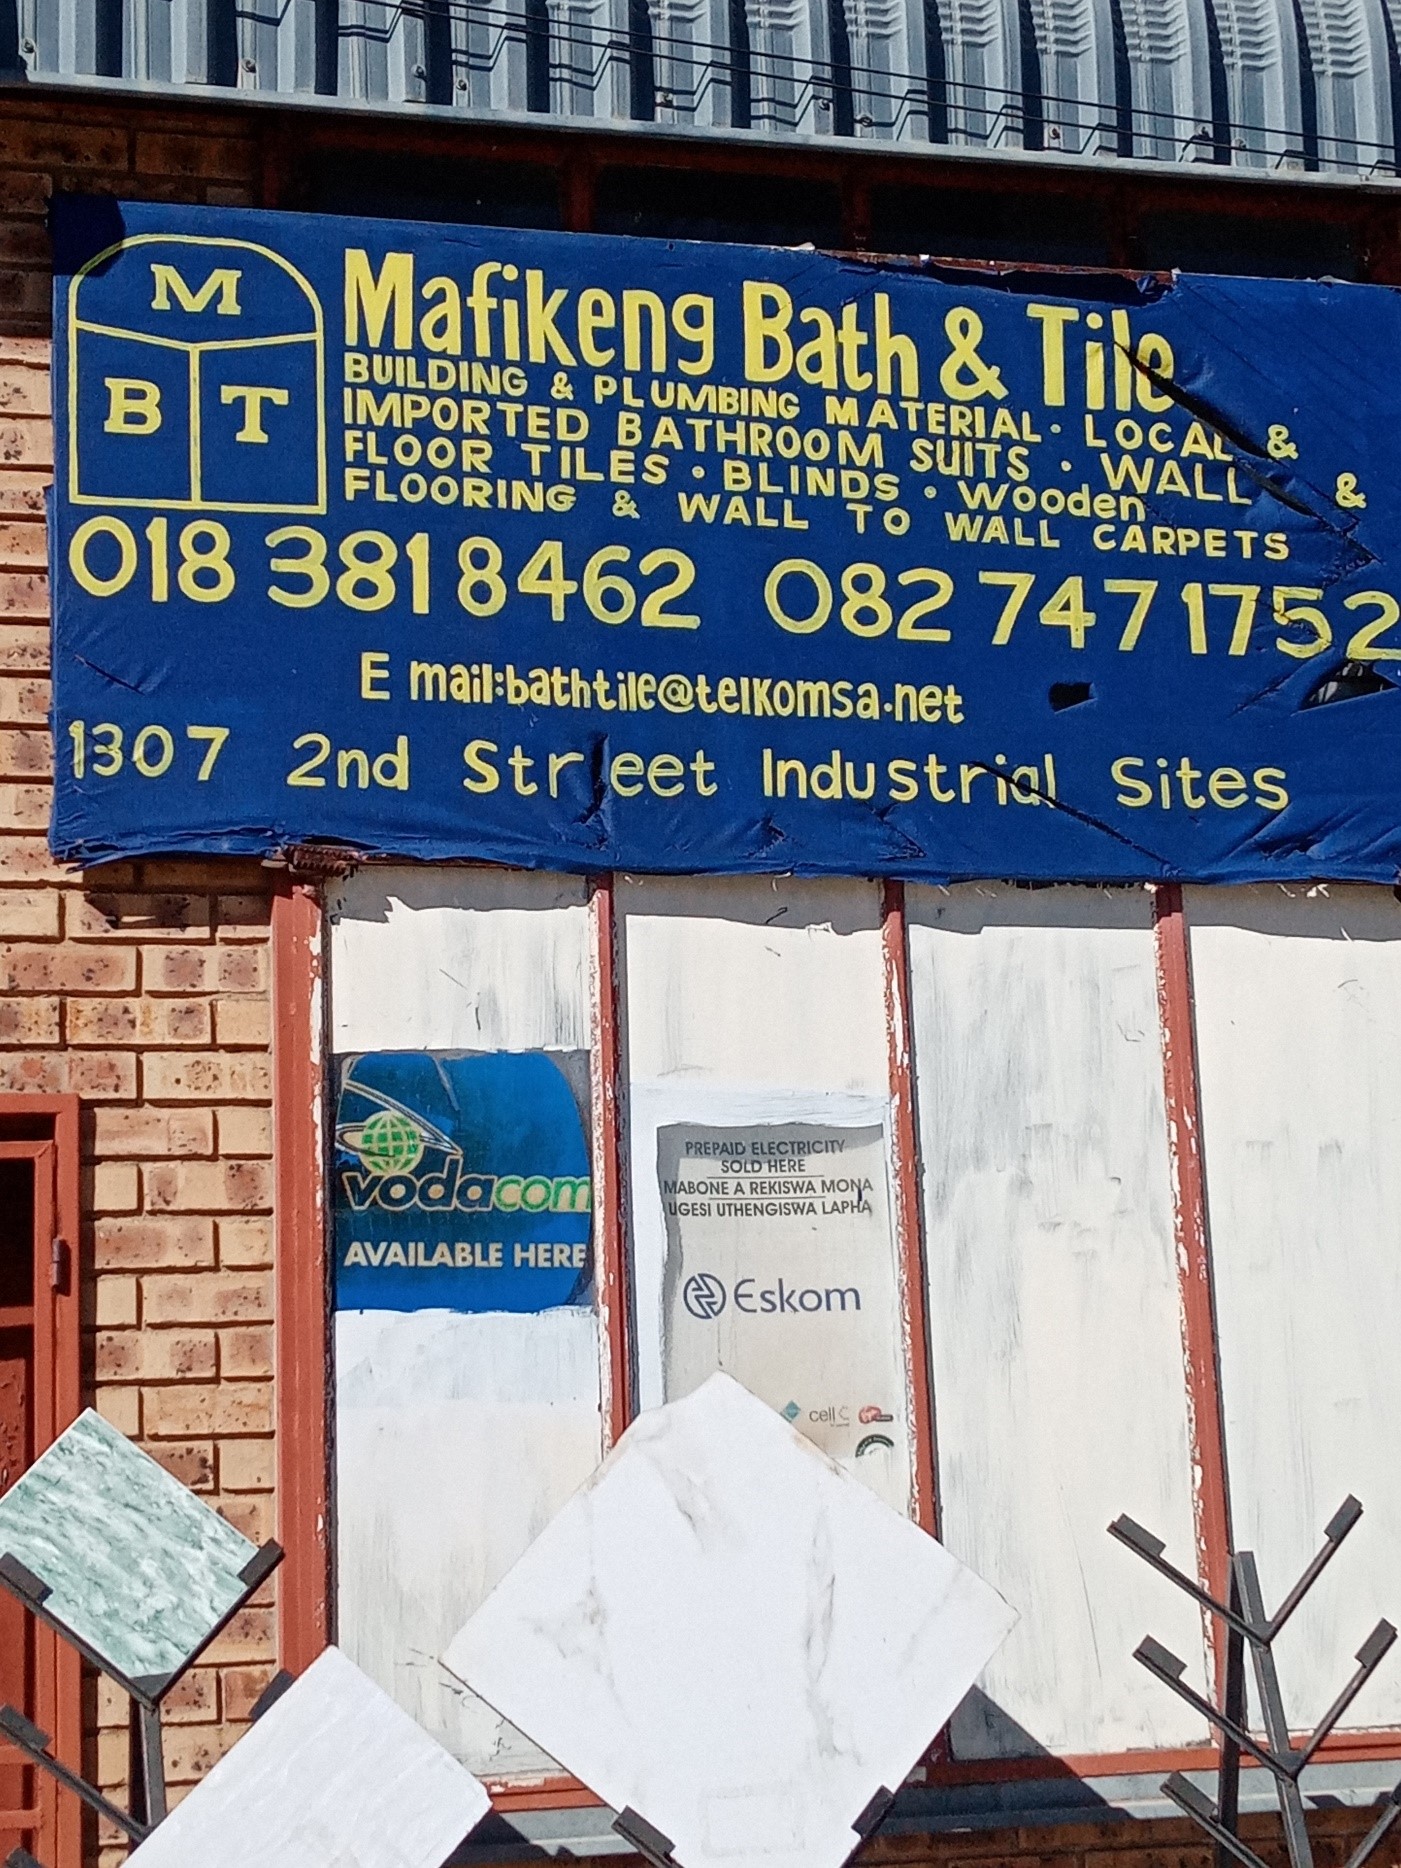 M
B T
Mafikeng Bath & Tile
BUILDING & PLUMBING MATERIAL · LOCAL &
IMPORTED BATHROOM SUITS · WALL &
FLOOR TILES · BLINDS · Wooden
FLOORING & WALL TO WALL CARPETS
018 381 8462 082 747 1752
E mail:bathtile@telkomsa.net
1307 2nd Street Industrial Sites
vodacom
AVAILABLE HERE
PREPAID ELECTRICITY
SOLD HERE
MABONE A REKISWA MONA
UGESI UTHENGISWA LAPHA
Eskom
cell C